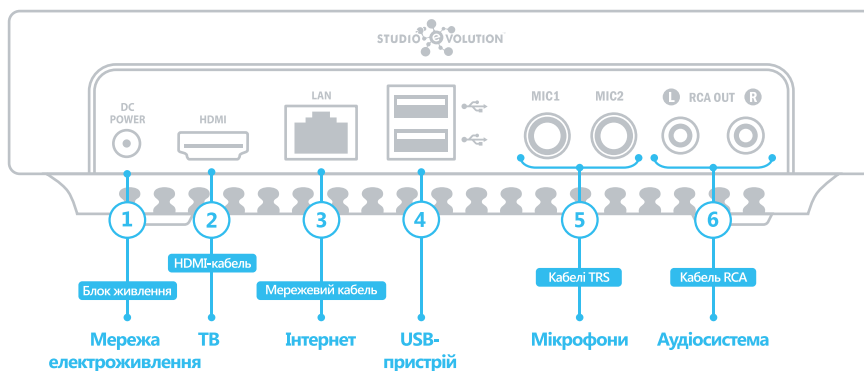 STUDIO eVOLUTION
DC
POWER
HDMI
LAN
MIC1
MIC2
L RCA OUT R
1
2
3
4
5
6
HDMI-кабель
Блок живлення
Мережевий кабель
Кабелі TRS
Кабель RCA
Мережа
електроживлення
ТВ
Інтернет
USB-
пристрій
Мікрофони
Аудіосистема